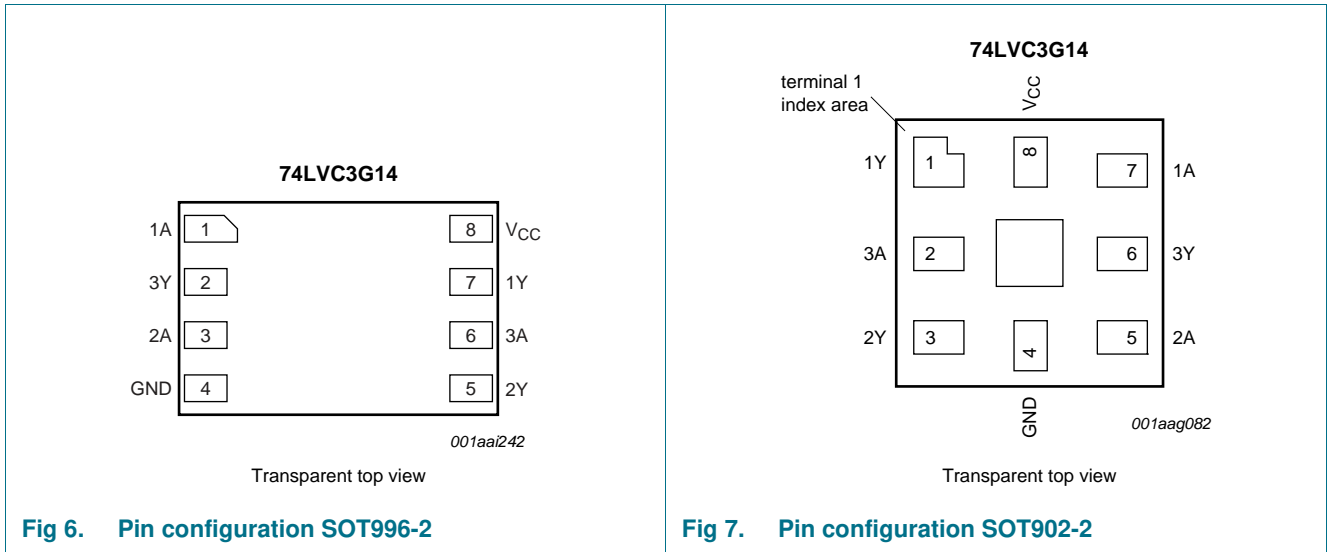 74LVC3G14
1A 1 8 VCC
3Y 2 7 1Y
2A 3 6 3A
GND 4 5 2Y
001aai242
Transparent top view
Fig 6. Pin configuration SOT996-2
74LVC3G14
terminal 1
index area
VCC
1Y 1 8 7 1A
3A 2 6 3Y
2Y 3 4 5 2A
GND
001aag082
Transparent top view
Fig 7. Pin configuration SOT902-2